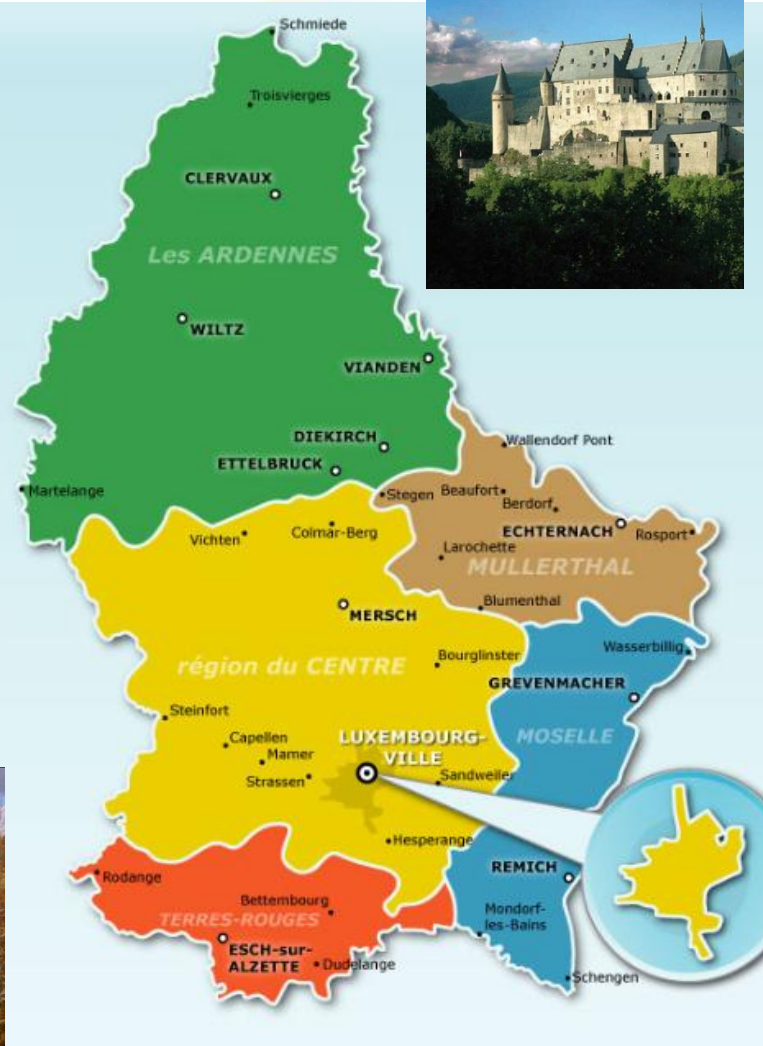 Schmiede
Troisvierges
CLERVAUX
Les ARDENNES
WILTZ
VIANDEN
DIEKIRCH
ETTELBRUCK
Wallendorf Pont
Martelange
Stegen
Beaufort
Berdorf
Vichten
Colmar-Berg
ECHTERNACH
Rosport
Larochette
MULLERTHAL
Blumenthal
MERSCH
Wasserbillig
Bourglinster
région du CENTRE
GREVENMACHER
Steinfort
Capellen
LUXEMBOURG-
VILLE
MOSELLE
Mamer
Strassen
Sandweiler
Hesperange
REMICH
Rodange
Bettembourg
TERRES-ROUGES
Mondorf-
les-Bains
ESCH-sur-
ALZETTE
Dudelange
Schengen